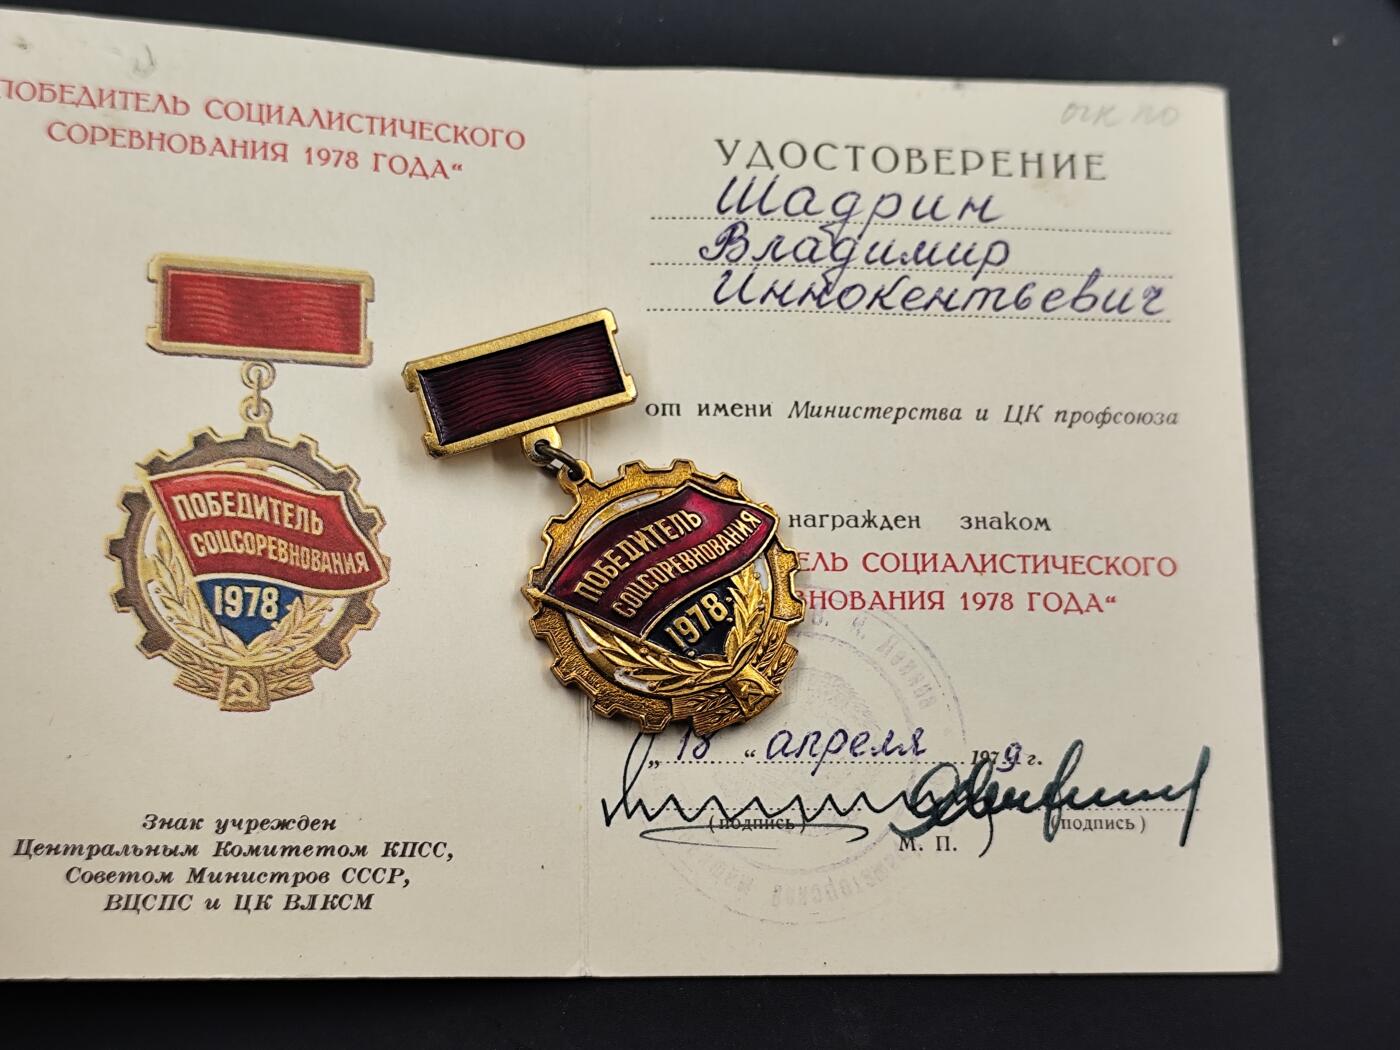 ПОБЕДИТЕЛЬ СОЦИАЛИСТИЧЕСКОГО
СОРЕВНОВАНИЯ 1978 ГОДА“
ПОБЕДИТЕЛЬ
СОЦСОРЕВНОВАНИЯ
1978
Знак учрежден
Центральным Комитетом КПСС,
Советом Министров СССР,
ВЦСПС и ЦК ВЛКСМ
ПОБЕДИТЕЛЬ
СОЦСОРЕВНОВАНИЯ
1978
УДОСТОВЕРЕНИЕ
Шадрин
Владимир
Иннокентьевич
от имени Министерства и ЦК профсоюза
награжден знаком
ЕЛЬ СОЦИАЛИСТИЧЕСКОГО
ВНОВАНИЯ 1978 ГОДА“
„18“ апреля 1979 г.
(подпись) (подпись)
М. П.